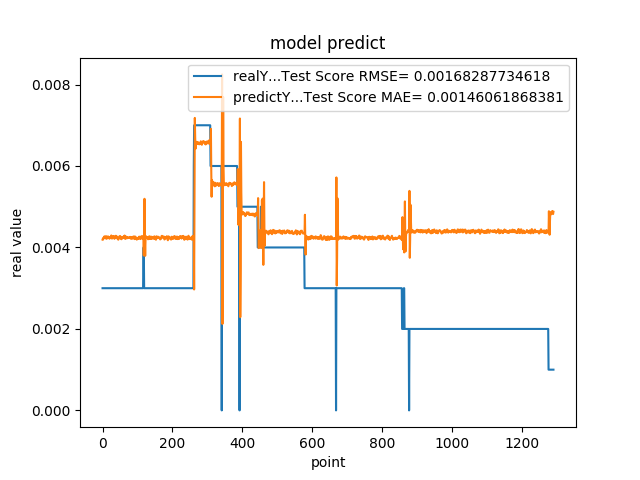 model predict
realY...Test Score RMSE= 0.00168287734618
predictY...Test Score MAE= 0.00146061868381
0.008
0.006
0.004
0.002
0.000
real value
0 200 400 600 800 1000 1200
point